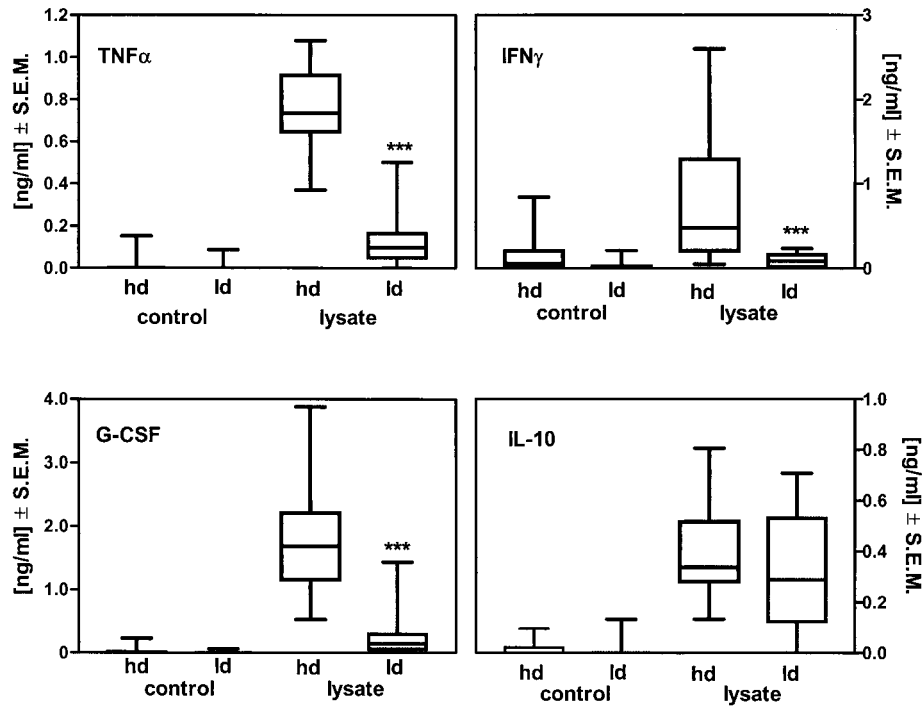 TNFα
[ng/ml] ± S.E.M.
1.2
1.0
0.8
0.6
0.4
0.2
0.0
***
hd ld hd ld
control lysate
IFNγ
[ng/ml] ± S.E.M.
3
2
1
0
***
hd ld hd ld
control lysate
G-CSF
[ng/ml] ± S.E.M.
4.0
3.0
2.0
1.0
0
***
hd ld hd ld
control lysate
IL-10
[ng/ml] ± S.E.M.
1.0
0.8
0.6
0.4
0.2
0.0
hd ld hd ld
control lysate